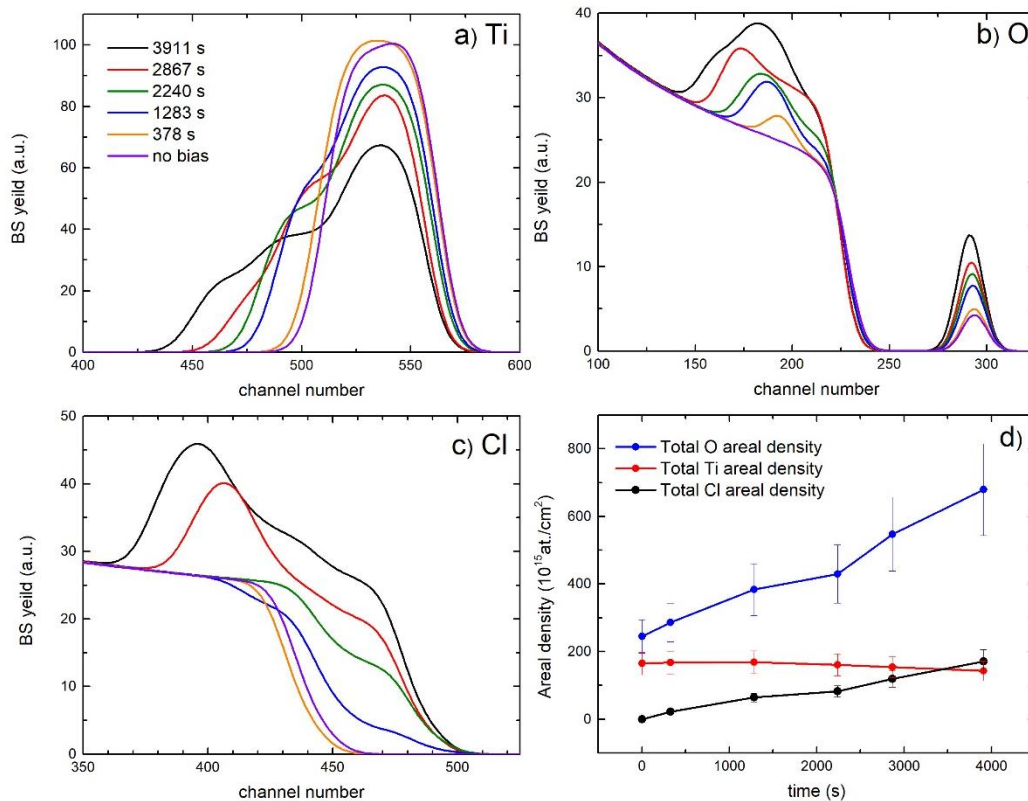 a) Ti
3911 s
2867 s
2240 s
1283 s
378 s
no bias
BS yeild (a.u.)
100
80
60
40
20
0
400 450 500 550 600
channel number
b) O
BS yeild (a.u.)
40
30
20
10
0
100 150 200 250 300
channel number
c) Cl
BS yeild (a.u.)
50
40
30
20
10
0
350 400 450 500
channel number
d)
Total O areal density
Total Ti areal density
Total Cl areal density
Areal density (10¹⁵at./cm²)
800
600
400
200
0
0 1000 2000 3000 4000
time (s)